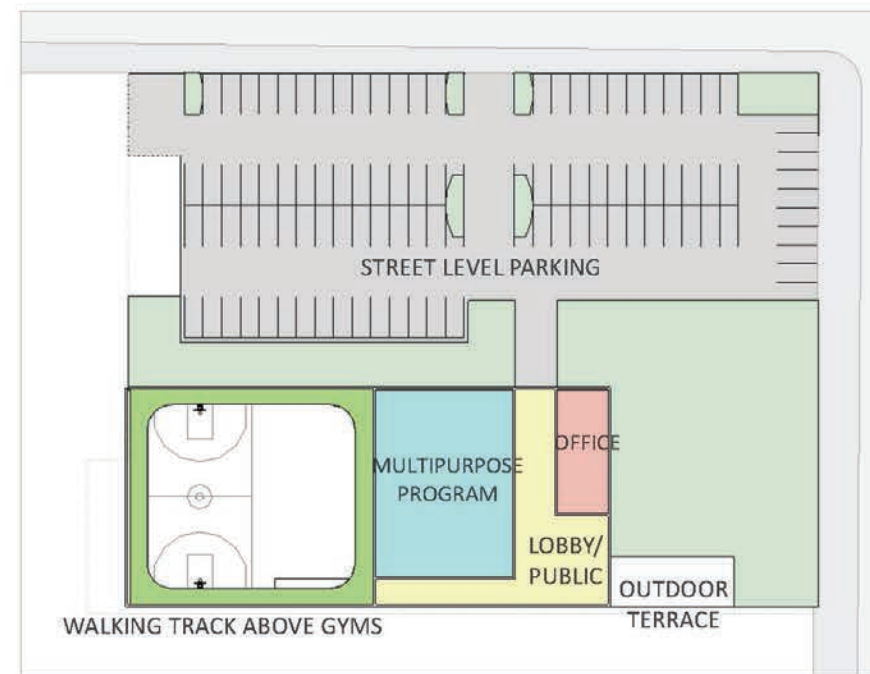 STREET LEVEL PARKING
OFFICE
MULTIPURPOSE
PROGRAM
LOBBY/
PUBLIC
OUTDOOR
TERRACE
WALKING TRACK ABOVE GYMS